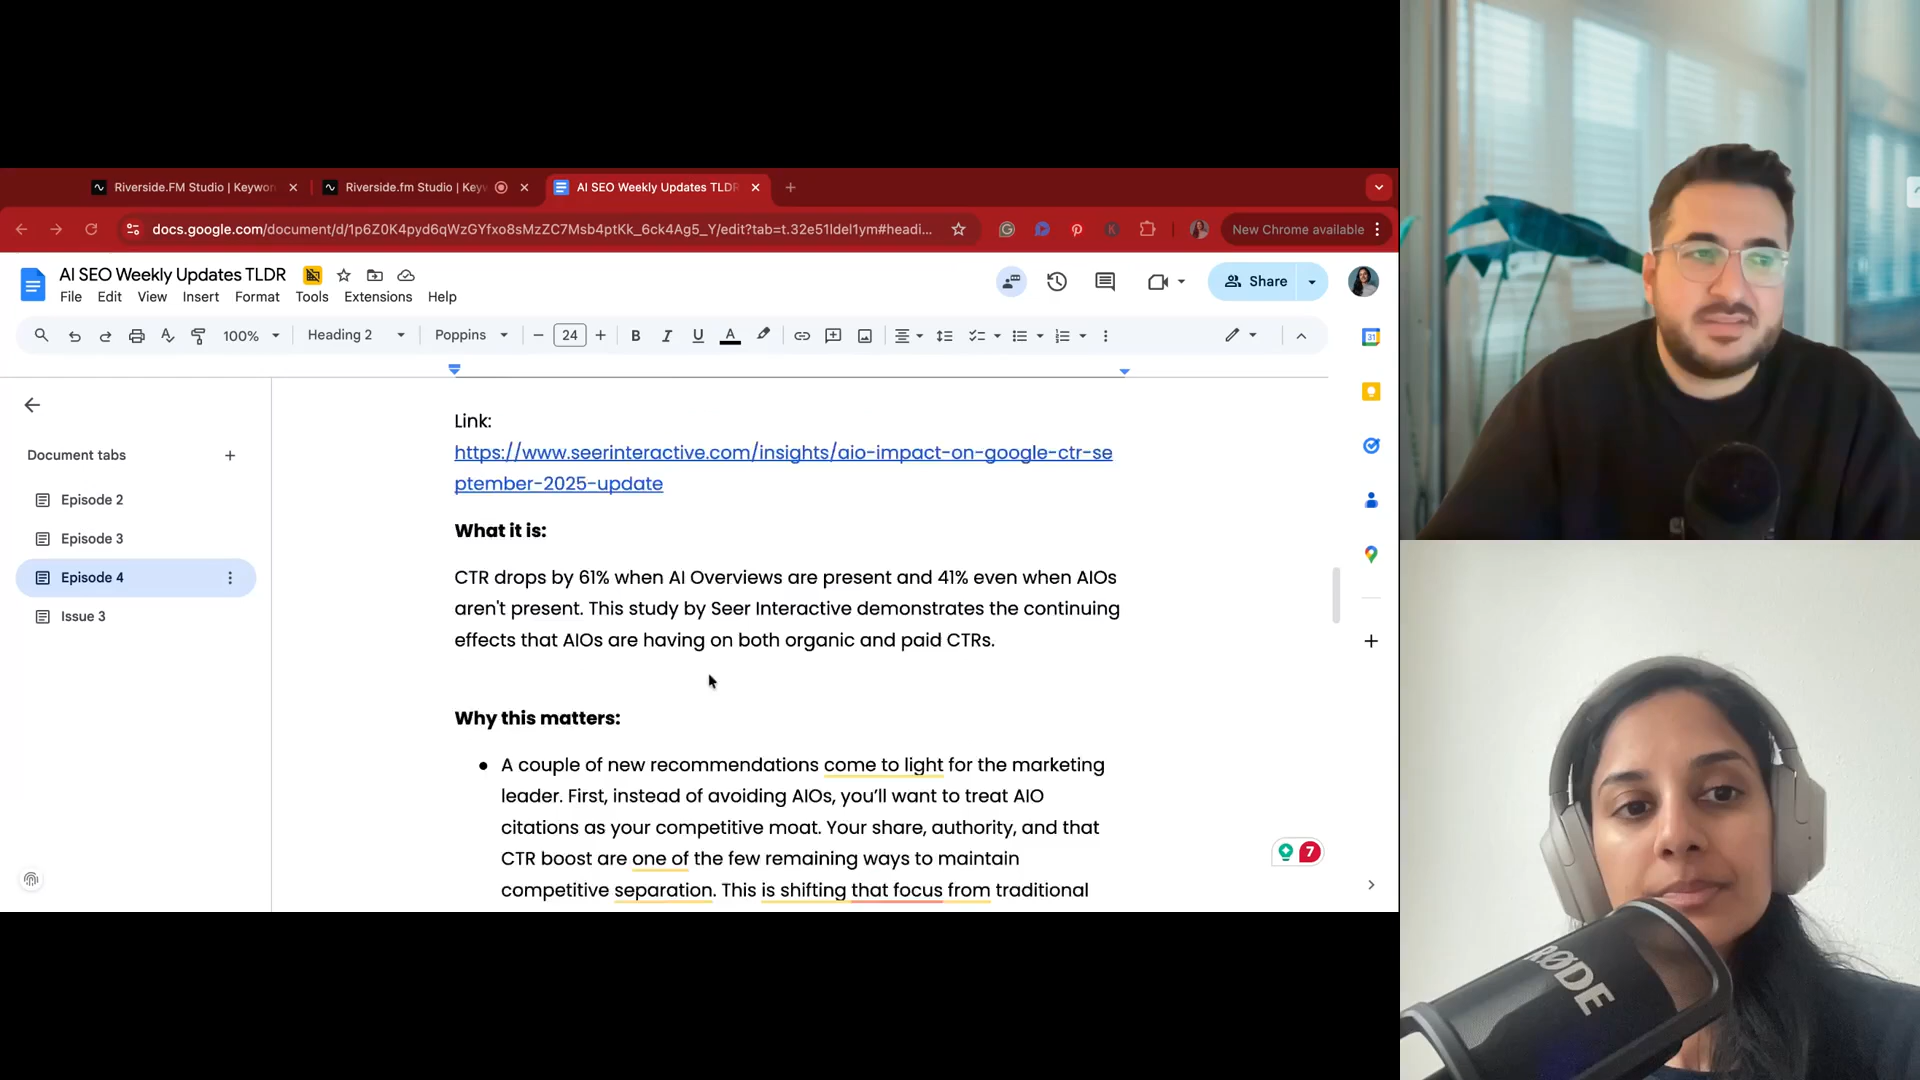 Riverside.FM Studio | Keywor
Riverside.fm Studio | Keyw
AI SEO Weekly Updates TLDR
docs.google.com/document/d/1p6Z0K4pyd6qWzGYfxo8sMzZC7Msb4ptKk_6ck4Ag5_Y/edit?tab=t.32e51ldel1ym#headi...
K
New Chrome available
AI SEO Weekly Updates TLDR
File Edit View Insert Format Tools Extensions Help
Share
100% Heading 2 Poppins 24 B I U A
31
Document tabs
Episode 2
Episode 3
Episode 4
Issue 3
Link:
https://www.seerinteractive.com/insights/aio-impact-on-google-ctr-se
ptember-2025-update
What it is:
CTR drops by 61% when AI Overviews are present and 41% even when AIOs
aren't present. This study by Seer Interactive demonstrates the continuing
effects that AIOs are having on both organic and paid CTRs.
Why this matters:
A couple of new recommendations come to light for the marketing
leader. First, instead of avoiding AIOs, you'll want to treat AIO
citations as your competitive moat. Your share, authority, and that
CTR boost are one of the few remaining ways to maintain
competitive separation. This is shifting that focus from traditional
7
RØDE